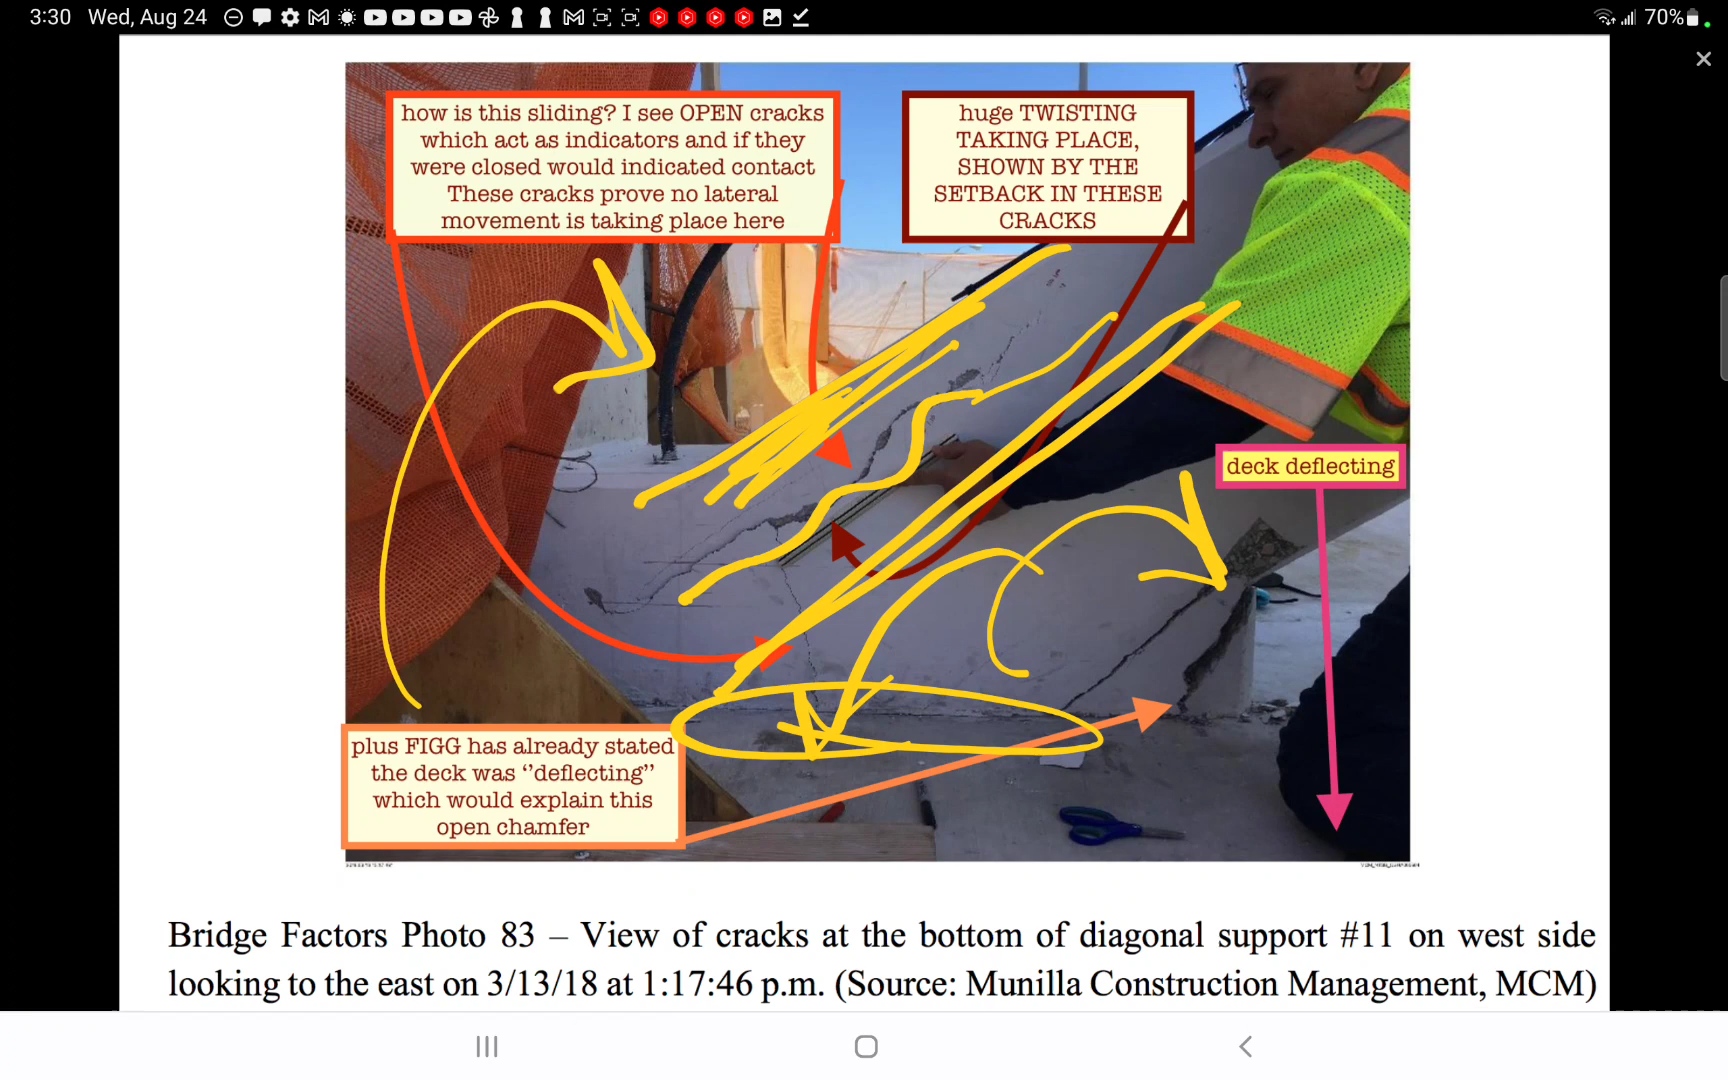 3:30 Wed, Aug 24
70%
how is this sliding? I see OPEN cracks
which act as indicators and if they
were closed would indicated contact
These cracks prove no lateral
movement is taking place here
huge TWISTING
TAKING PLACE,
SHOWN BY THE
SETBACK IN THESE
CRACKS
deck deflecting
plus FIGG has already stated
the deck was ‘’deflecting’’
which would explain this
open chamfer
Bridge Factors Photo 83 – View of cracks at the bottom of diagonal support #11 on west side
looking to the east on 3/13/18 at 1:17:46 p.m. (Source: Munilla Construction Management, MCM)